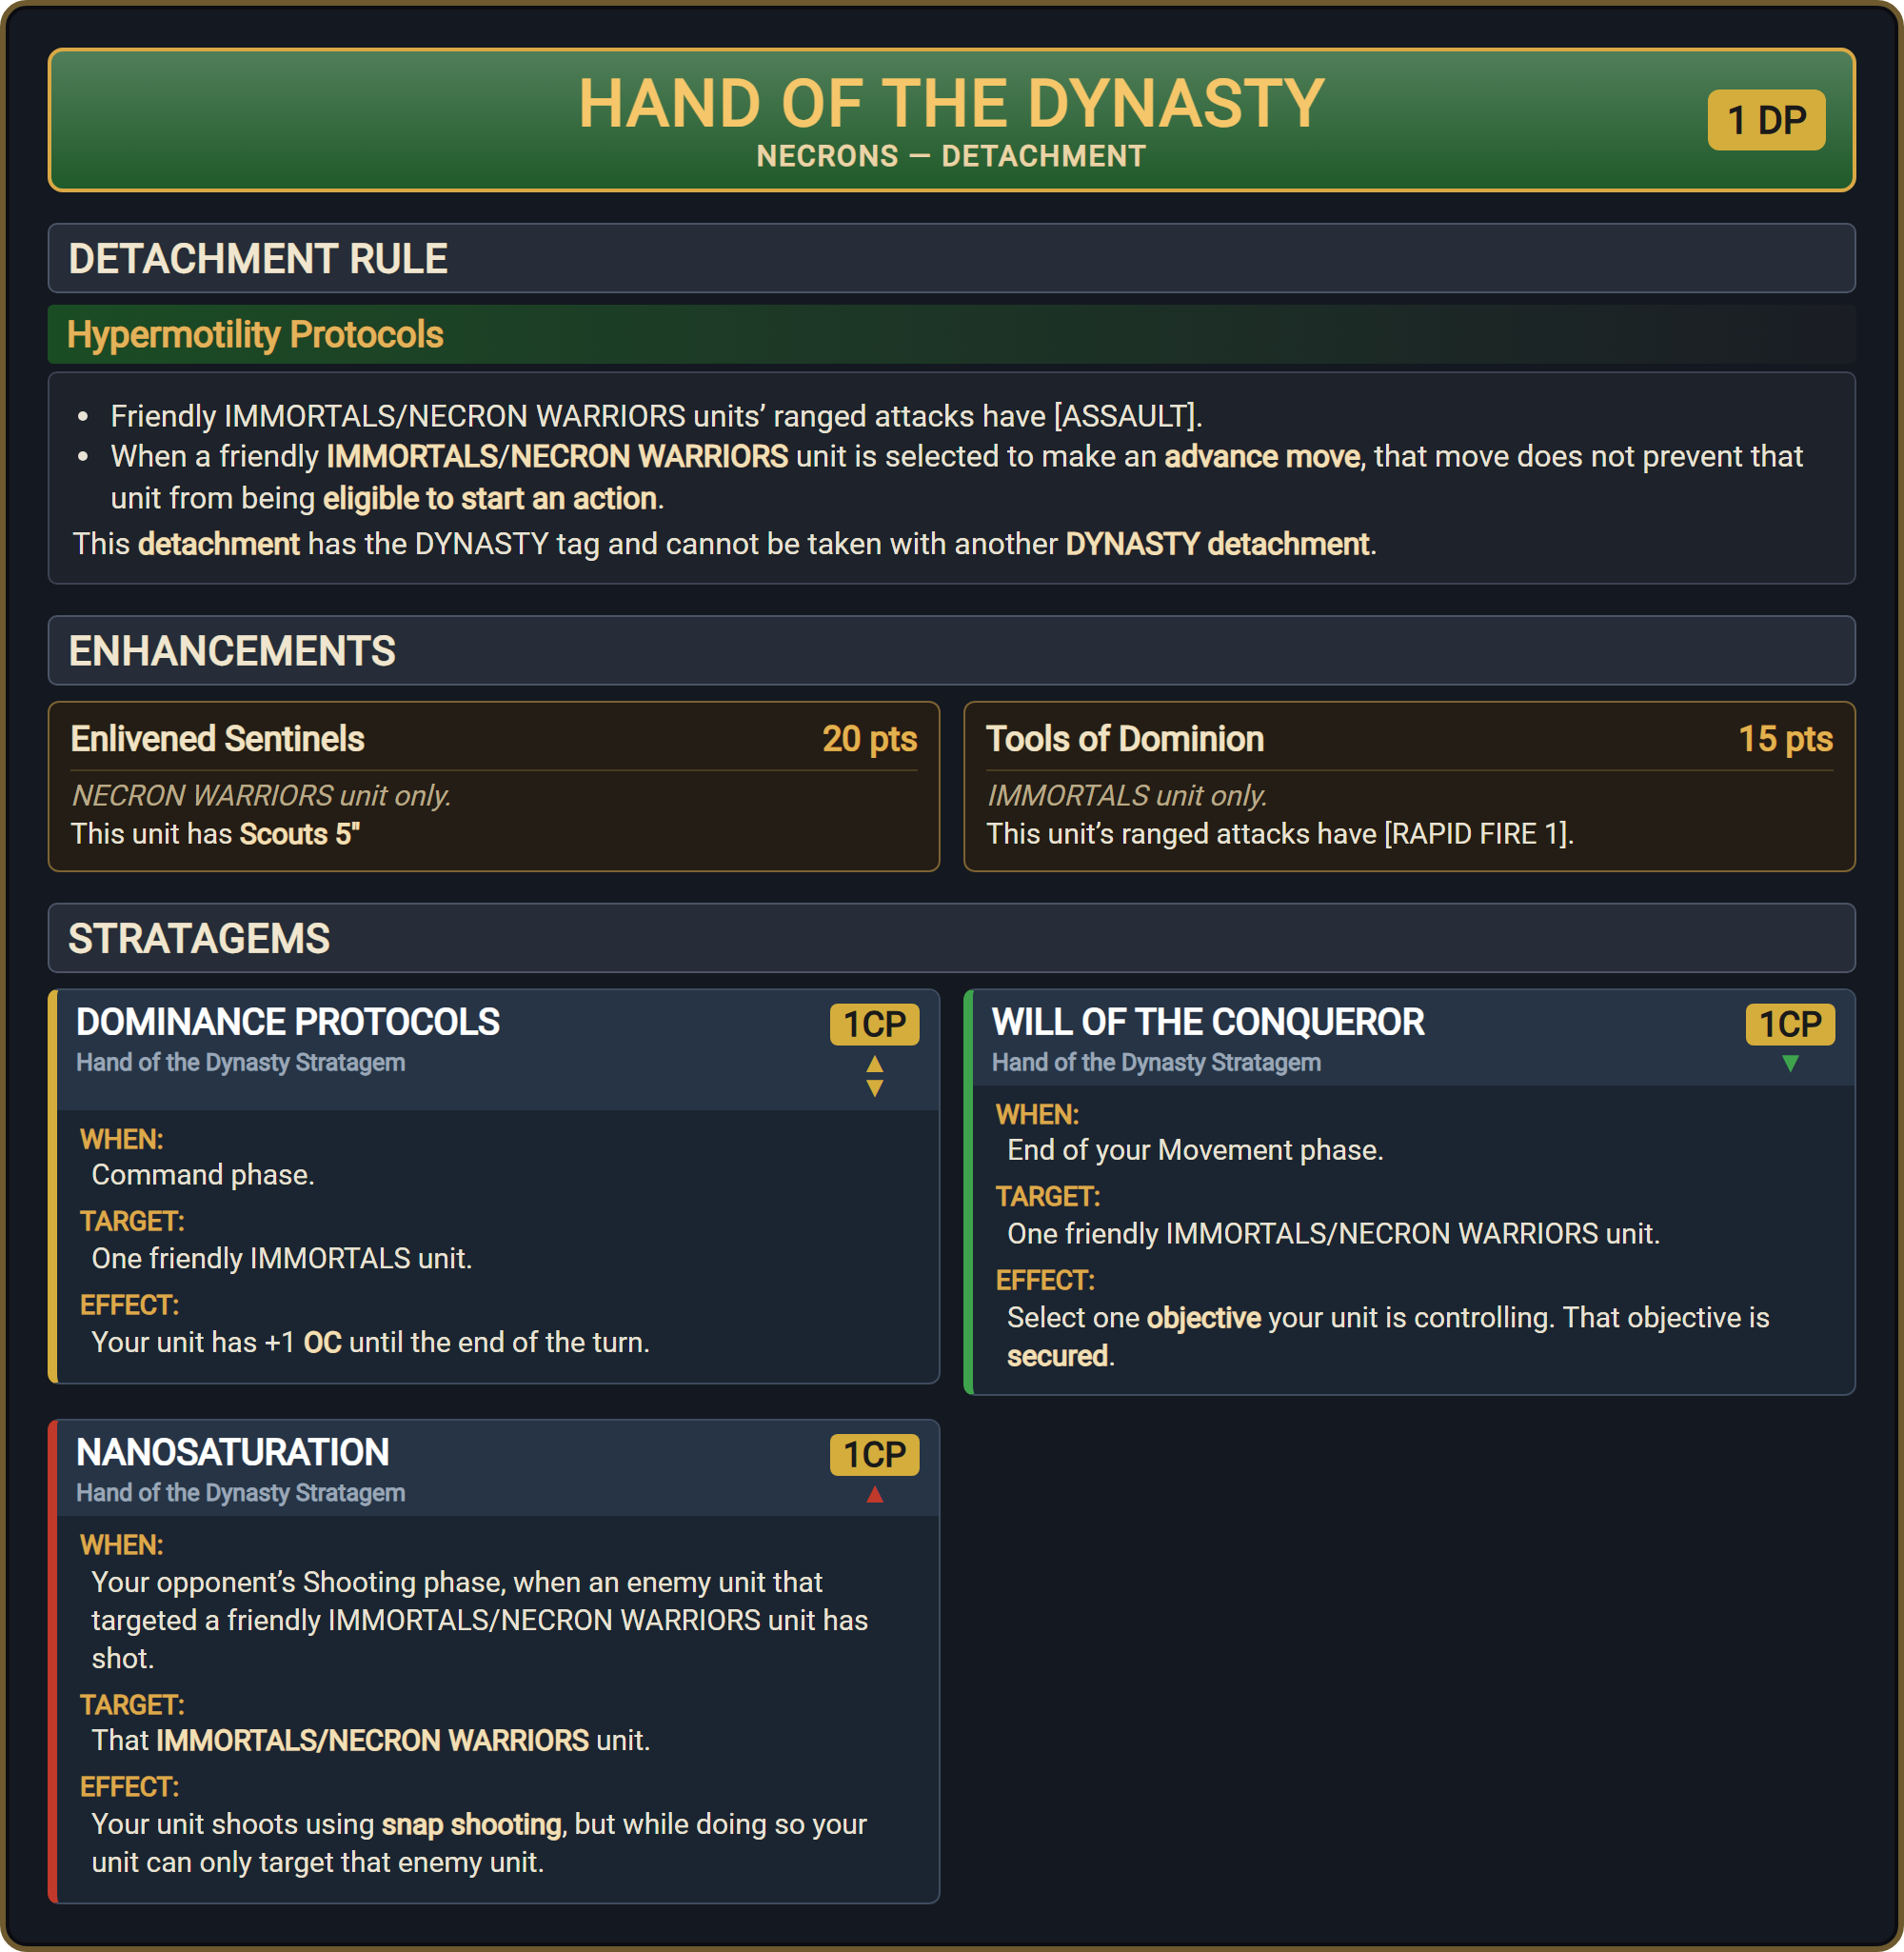 HAND OF THE DYNASTY
NECRONS — DETACHMENT
1 DP
DETACHMENT RULE
Hypermotility Protocols
• Friendly IMMORTALS/NECRON WARRIORS units’ ranged attacks have [ASSAULT].
• When a friendly IMMORTALS/NECRON WARRIORS unit is selected to make an advance move, that move does not prevent that
unit from being eligible to start an action.
This detachment has the DYNASTY tag and cannot be taken with another DYNASTY detachment.
ENHANCEMENTS
Enlivened Sentinels 20 pts
NECRON WARRIORS unit only.
This unit has Scouts 5"
Tools of Dominion 15 pts
IMMORTALS unit only.
This unit’s ranged attacks have [RAPID FIRE 1].
STRATAGEMS
DOMINANCE PROTOCOLS 1CP
Hand of the Dynasty Stratagem
▲
▼
WHEN:
Command phase.
TARGET:
One friendly IMMORTALS unit.
EFFECT:
Your unit has +1 OC until the end of the turn.
WILL OF THE CONQUEROR 1CP
Hand of the Dynasty Stratagem ▼
WHEN:
End of your Movement phase.
TARGET:
One friendly IMMORTALS/NECRON WARRIORS unit.
EFFECT:
Select one objective your unit is controlling. That objective is
secured.
NANOSATURATION 1CP
Hand of the Dynasty Stratagem ▲
WHEN:
Your opponent’s Shooting phase, when an enemy unit that
targeted a friendly IMMORTALS/NECRON WARRIORS unit has
shot.
TARGET:
That IMMORTALS/NECRON WARRIORS unit.
EFFECT:
Your unit shoots using snap shooting, but while doing so your
unit can only target that enemy unit.